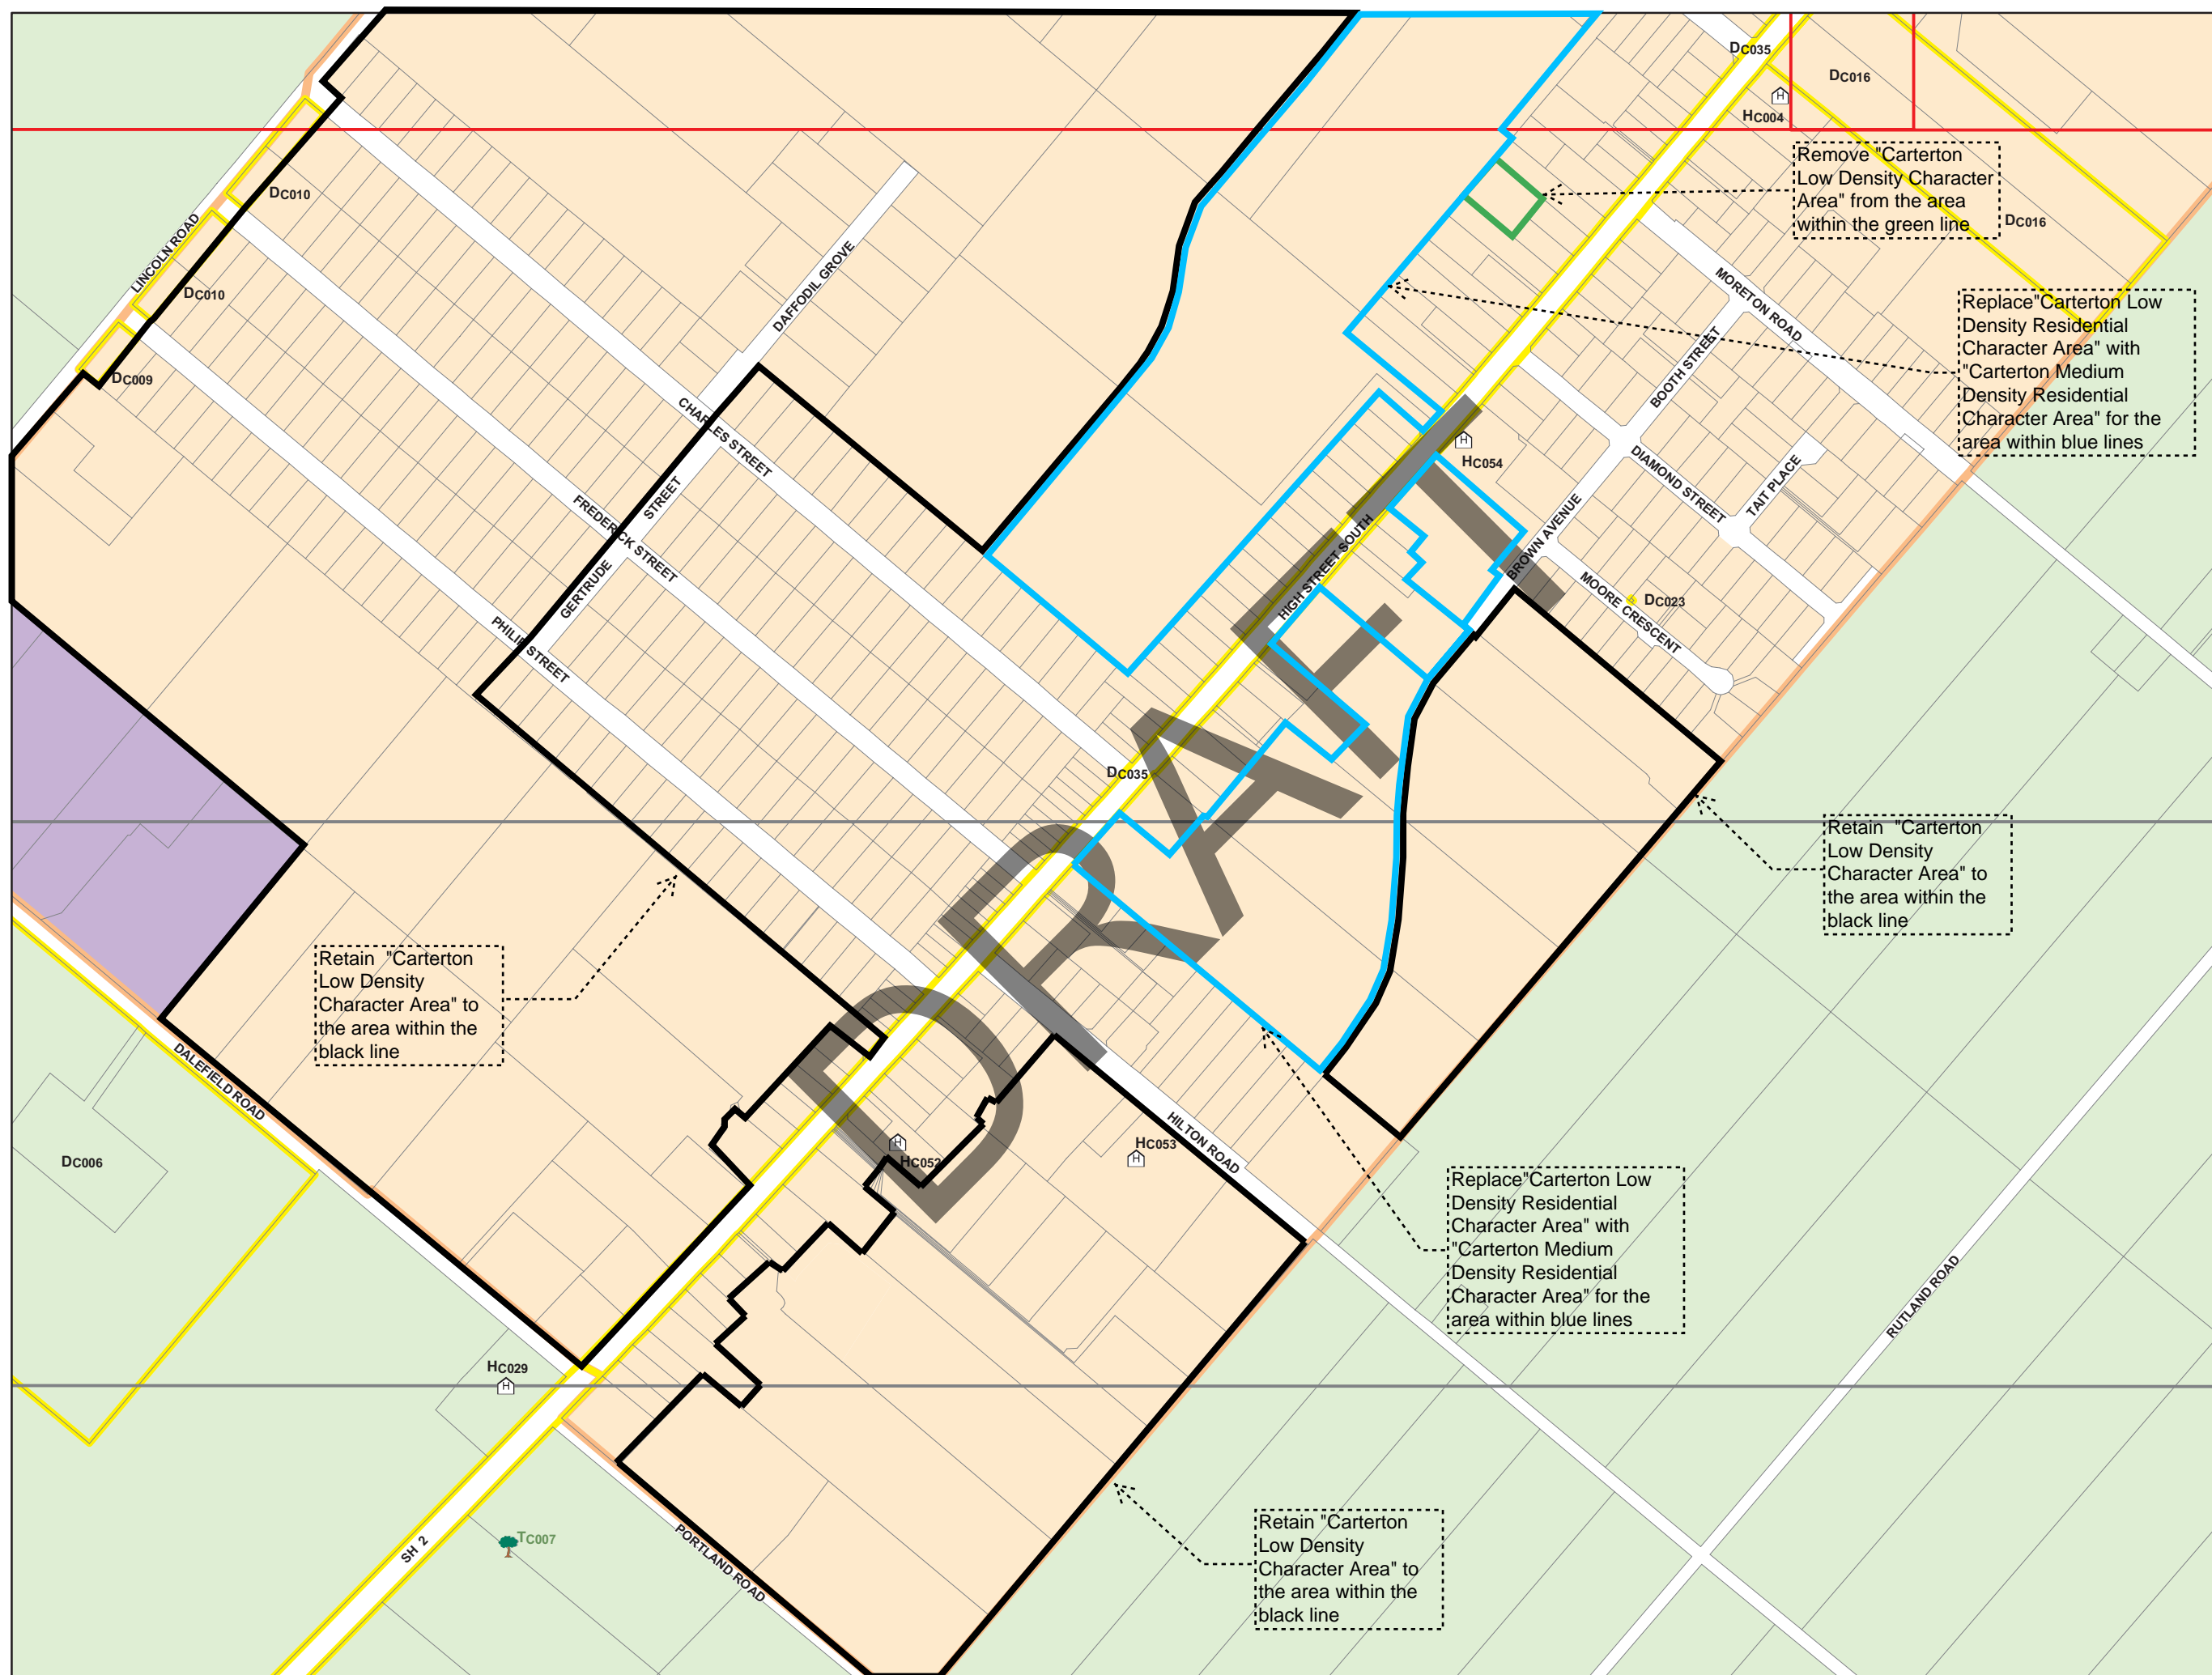 DC035
DC016
HC004
Remove "Carterton
Low Density Character
Area" from the area
within the green line
DC010
DC016
LINCOLN ROAD
DC010
DAFFODIL GROVE
MORETON ROAD
Replace"Carterton Low
Density Residential
Character Area" with
"Carterton Medium
Density Residential
Character Area" for the
area within blue lines
BOOTH STREET
DC009
CHARLES STREET
HC054
DIAMOND STREET
TAIT PLACE
FREDERICK STREET
GERTRUDE STREET
HIGH STREET SOUTH
BROWN AVENUE
MOORE CRESCENT
DC023
PHILIP STREET
DC035
DRAFT
Retain "Carterton
Low Density
Character Area" to
the area within the
black line
Retain "Carterton
Low Density
Character Area" to
the area within the
black line
DALEFIELD ROAD
DC006
HC052
HC053
HILTON ROAD
Replace"Carterton Low
Density Residential
Character Area" with
"Carterton Medium
Density Residential
Character Area" for the
area within blue lines
RUTLAND ROAD
HC029
H
H
H
H
H
SH 2
TC007
PORTLAND ROAD
Retain "Carterton
Low Density
Character Area" to
the area within the
black line